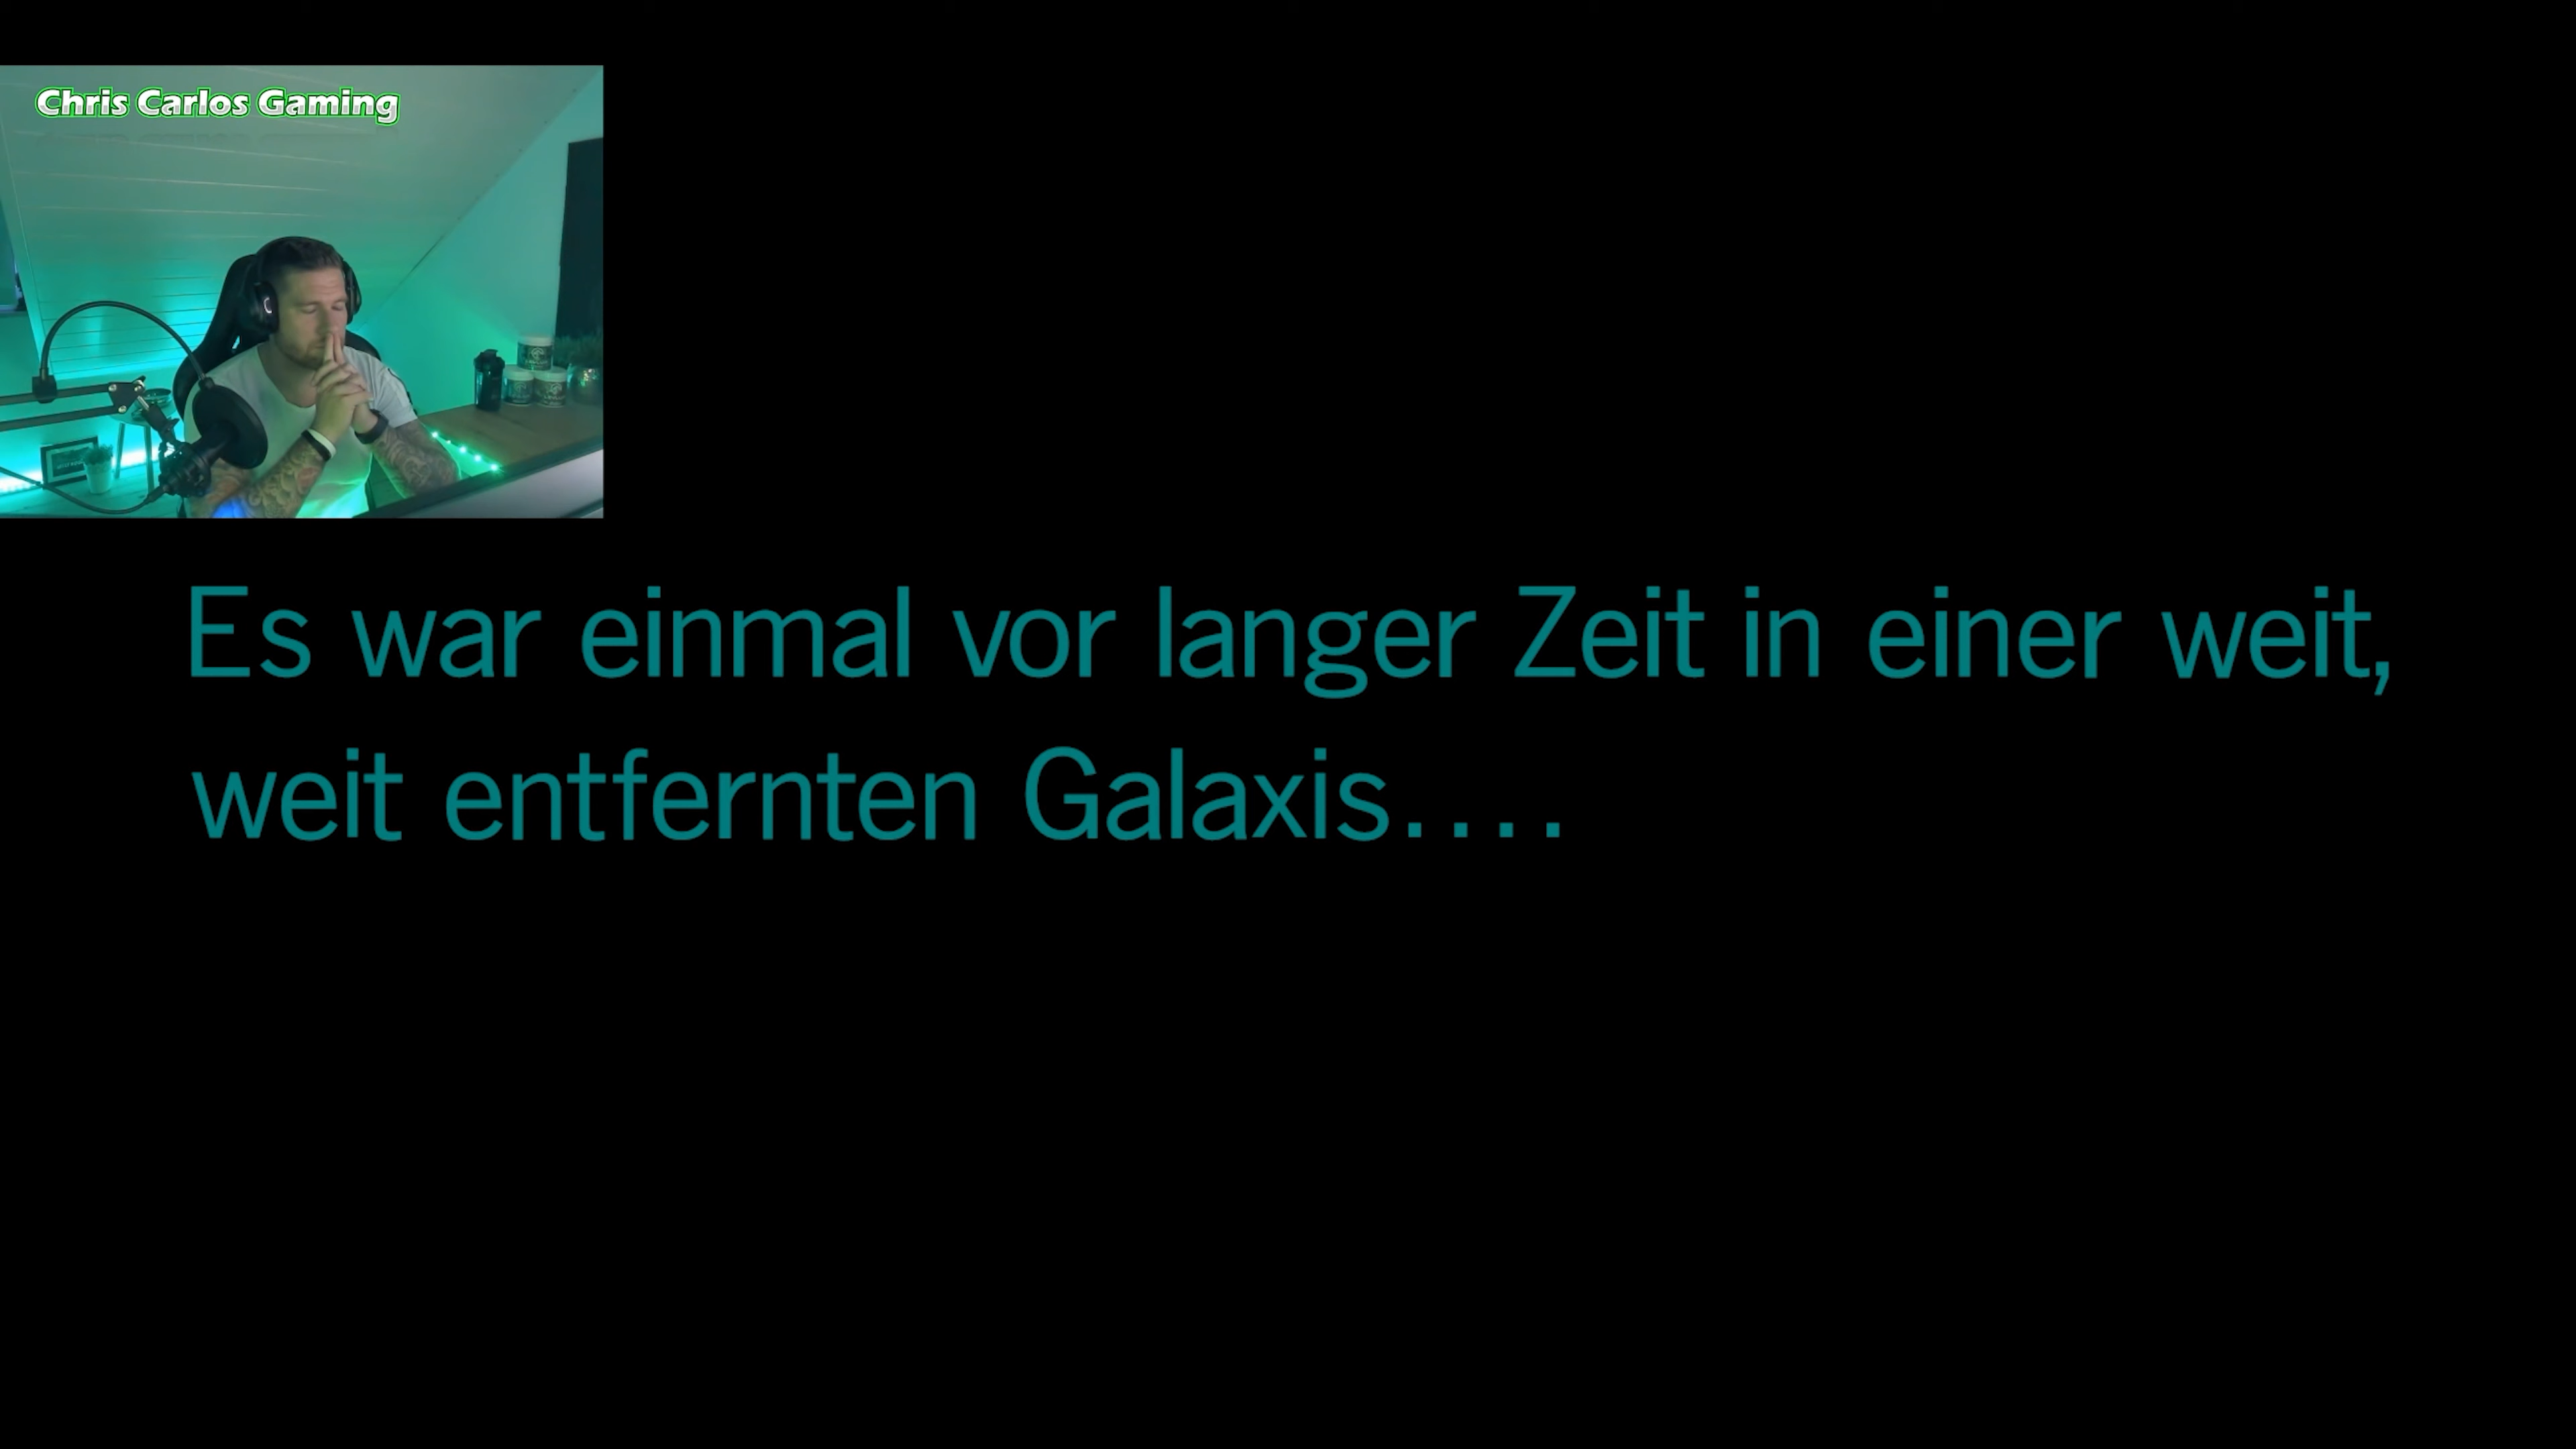 Chris Carlos Gaming
Es war einmal vor langer Zeit in einer weit,
weit entfernten Galaxis....